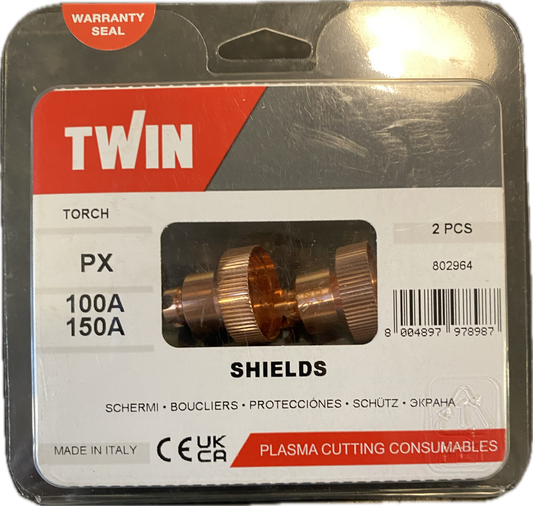 WARRANTY
SEAL
TWIN
TORCH
PX
100A
150A
2 PCS
802964
8 004897 978987
SHIELDS
SCHERMI • BOUCLIERS • PROTECCIÓNES • SCHÜTZ • ЭКРАНА
MADE IN ITALY
CE UK
CA
PLASMA CUTTING CONSUMABLES